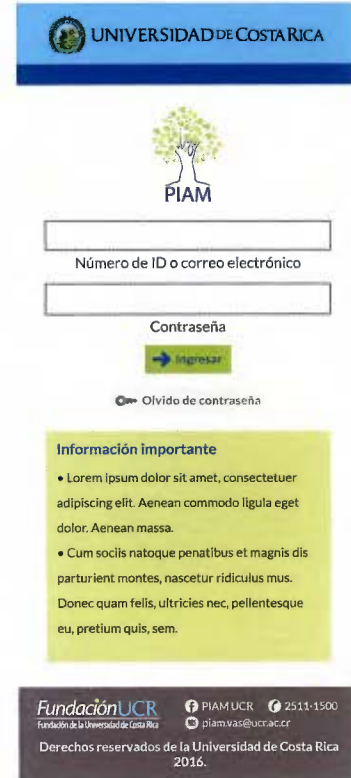 UNIVERSIDAD DE COSTA RICA
PIAM
Número de ID o correo electrónico
Contraseña
Ingresar
Olvido de contraseña
Información importante
• Lorem ipsum dolor sit amet, consectetuer
adipiscing elit. Aenean commodo ligula eget
dolor. Aenean massa.
• Cum sociis natoque penatibus et magnis dis
parturient montes, nascetur ridiculus mus.
Donec quam felis, ultricies nec, pellentesque
eu, pretium quis, sem.
FundaciónUCR
Fundación de la Universidad de Costa Rica
PIAM UCR 2511-1500
piam.vas@ucr.ac.cr
Derechos reservados de la Universidad de Costa Rica
2016.